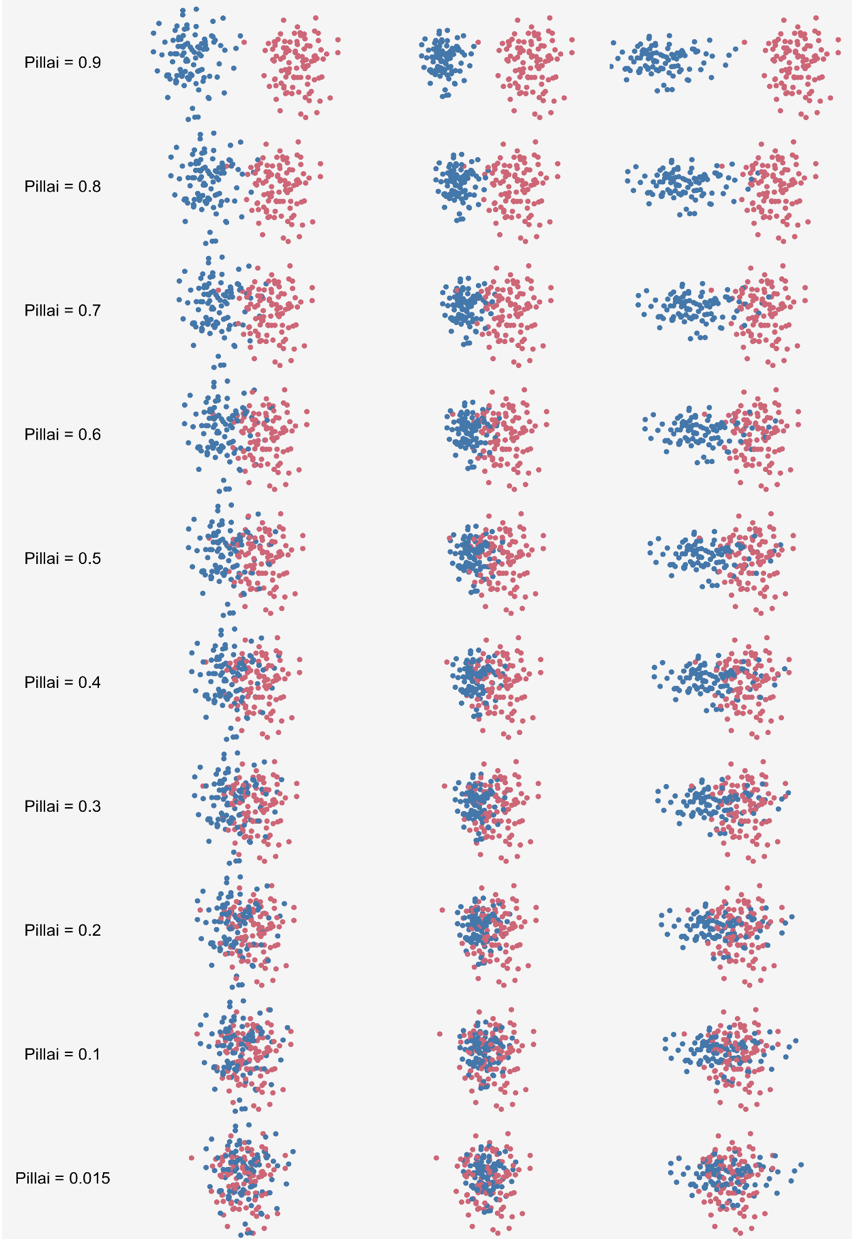 Pillai = 0.9
Pillai = 0.8
Pillai = 0.7
Pillai = 0.6
Pillai = 0.5
Pillai = 0.4
Pillai = 0.3
Pillai = 0.2
Pillai = 0.1
Pillai = 0.015